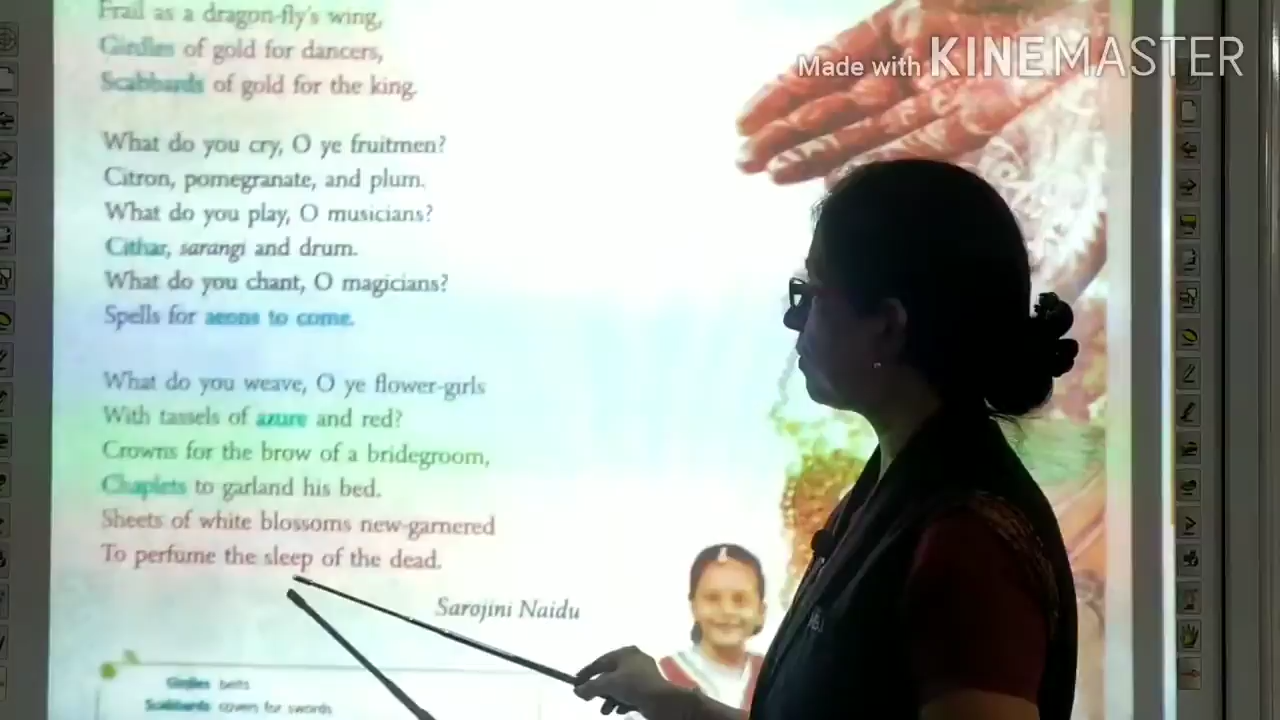 Frail as a dragon-fly's wing,
Girdles of gold for dancers,
Scabbards of gold for the king.
Made with KINEMASTER
What do you cry, O ye fruitmen?
Citron, pomegranate, and plum.
What do you play, O musicians?
Cithar, sarangi and drum.
What do you chant, O magicians?
Spells for aeons to come.
What do you weave, O ye flower-girls
With tassels of azure and red?
Crowns for the brow of a bridegroom,
Chaplets to garland his bed.
Sheets of white blossoms new-garnered
To perfume the sleep of the dead.
Sarojini Naidu
Girdles belts
Scabbards covers for swords